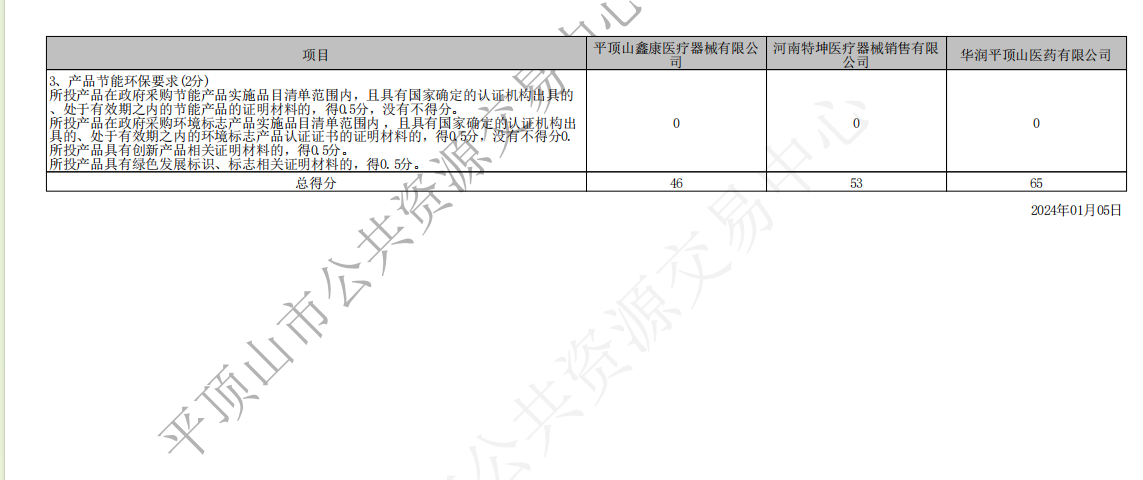 项目
平顶山鑫康医疗器械有限公
司
河南特坤医疗器械销售有限
公司
华润平顶山医药有限公司
3、产品节能环保要求(2分)
所投产品在政府采购节能产品实施品目清单范围内，且具有国家确定的认证机构出具的
、处于有效期之内的节能产品的证明材料的，得0.5分，没有不得分。
所投产品在政府采购环境标志产品实施品目清单范围内，且具有国家确定的认证机构出
具的、处于有效期之内的环境标志产品认证证书的证明材料的，得0.5分，没有不得分0.
所投产品具有创新产品相关证明材料的，得0.5分。
所投产品具有绿色发展标识、标志相关证明材料的，得0.5分。
0
0
0
总得分
46
53
65
2024年01月05日
平顶山市公共资源交易中心
公共资源交易中心